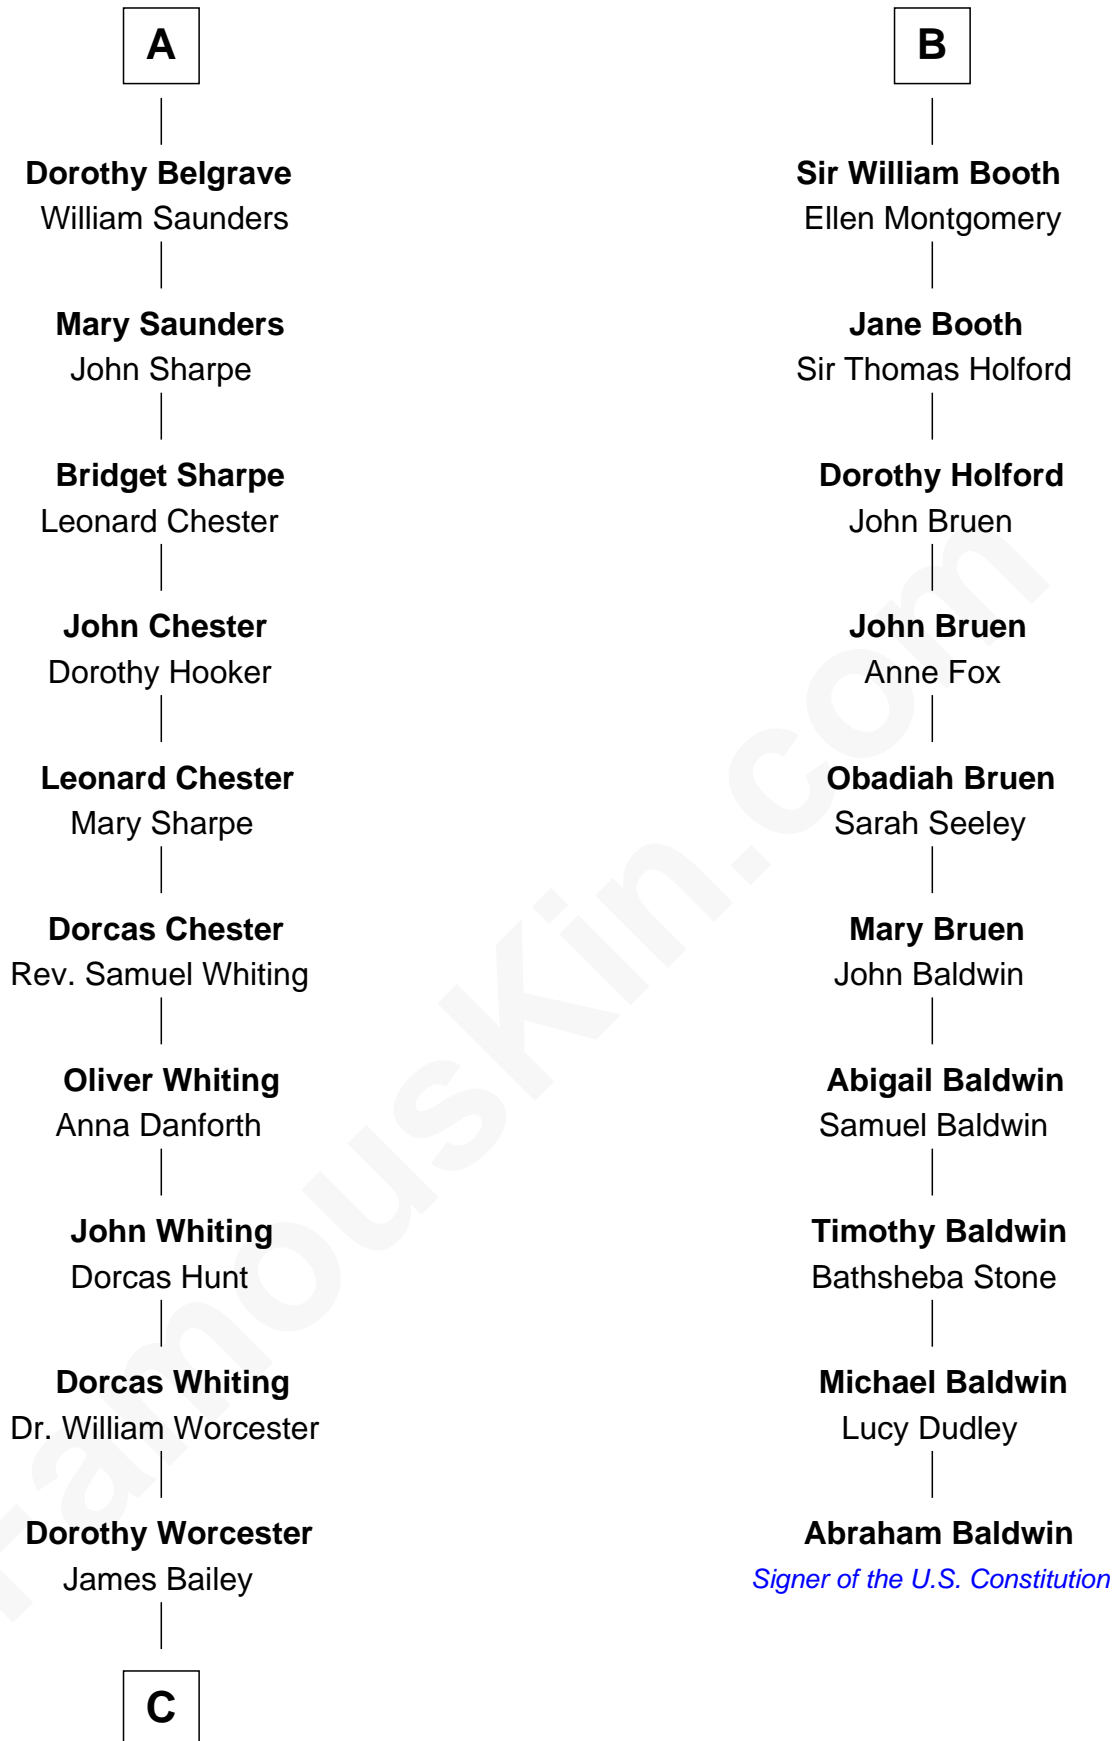 A
Dorothy Belgrave
William Saunders
Mary Saunders
John Sharpe
Bridget Sharpe
Leonard Chester
John Chester
Dorothy Hooker
Leonard Chester
Mary Sharpe
Dorcas Chester
Rev. Samuel Whiting
Oliver Whiting
Anna Danforth
John Whiting
Dorcas Hunt
Dorcas Whiting
Dr. William Worcester
Dorothy Worcester
James Bailey
C
B
Sir William Booth
Ellen Montgomery
Jane Booth
Sir Thomas Holford
Dorothy Holford
John Bruen
John Bruen
Anne Fox
Obadiah Bruen
Sarah Seeley
Mary Bruen
John Baldwin
Abigail Baldwin
Samuel Baldwin
Timothy Baldwin
Bathsheba Stone
Michael Baldwin
Lucy Dudley
Abraham Baldwin
Signer of the U.S. Constitution
FamousKin.com